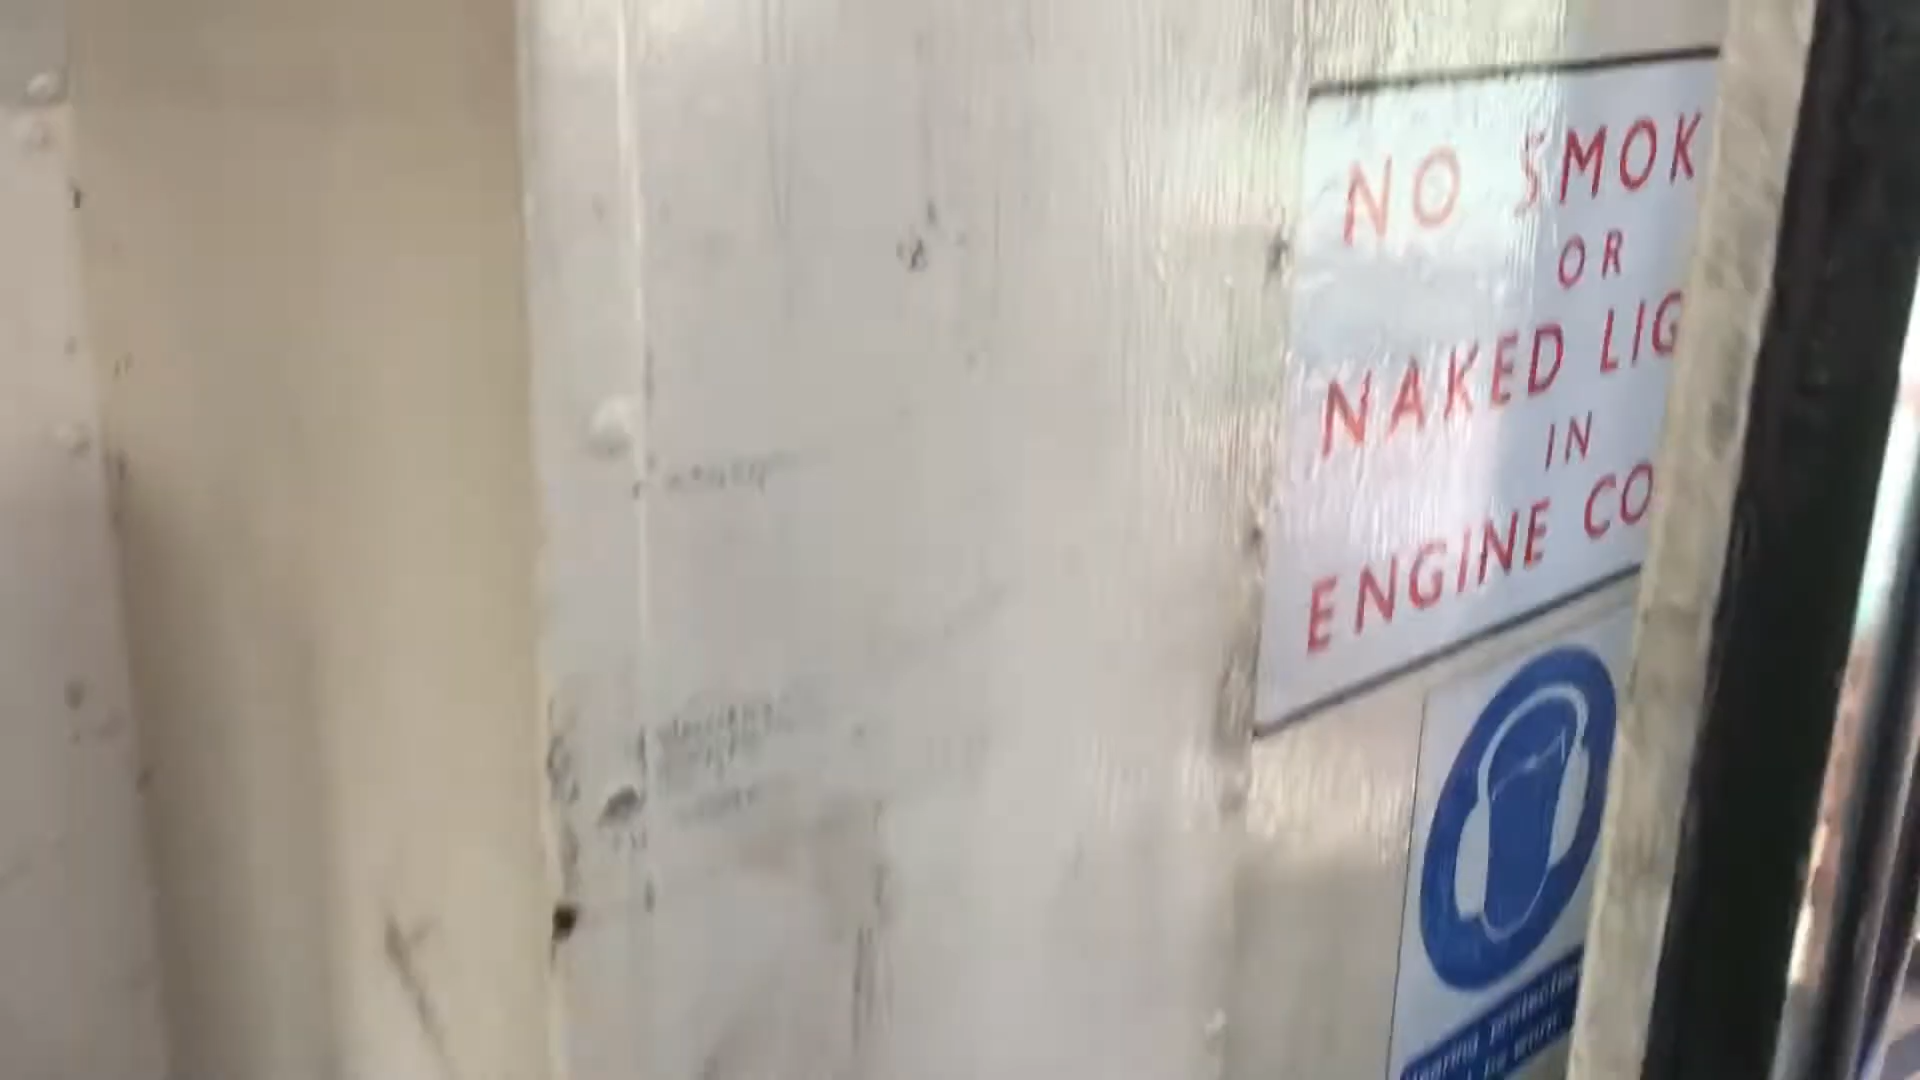 NO SMOK
OR
NAKED LIG
IN
ENGINE CO